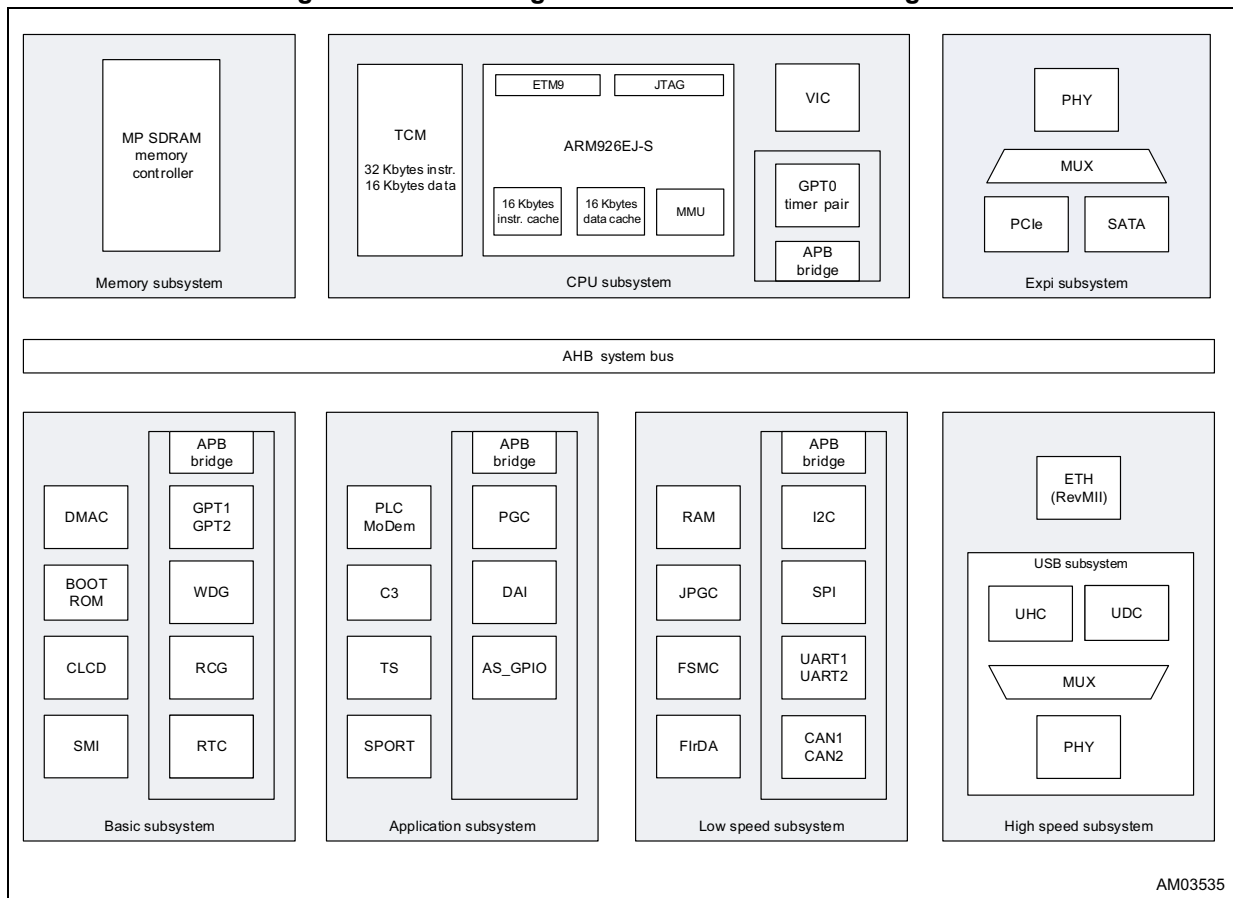 MP SDRAM
memory
controller
Memory subsystem
TCM
32 Kbytes instr.
16 Kbytes data
ETM9
JTAG
ARM926EJ-S
16 Kbytes
instr. cache
16 Kbytes
data cache
MMU
VIC
GPT0
timer pair
APB
bridge
CPU subsystem
PHY
MUX
PCIe
SATA
Expi subsystem
AHB system bus
DMAC
BOOT
ROM
CLCD
SMI
APB
bridge
GPT1
GPT2
WDG
RCG
RTC
Basic subsystem
PLC
MoDem
C3
TS
SPORT
APB
bridge
PGC
DAI
AS_GPIO
Application subsystem
RAM
JPGC
FSMC
FIrDA
APB
bridge
I2C
SPI
UART1
UART2
CAN1
CAN2
Low speed subsystem
ETH
(RevMII)
USB subsystem
UHC
UDC
MUX
PHY
High speed subsystem
AM03535